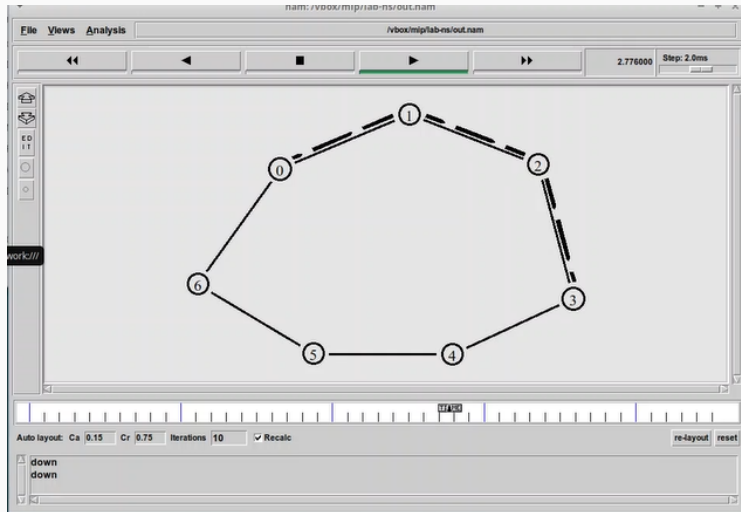 nam: /vbox/mip/lab-ns/out.nam
File Views Analysis /vbox/mip/lab-ns/out.nam
2.776000 Step: 2.0ms
ED
IT
1
0
2
work:///
6
3
5
4
TIME
Auto layout: Ca 0.15 Cr 0.75 Iterations 10 Recalc re-layout reset
down
down